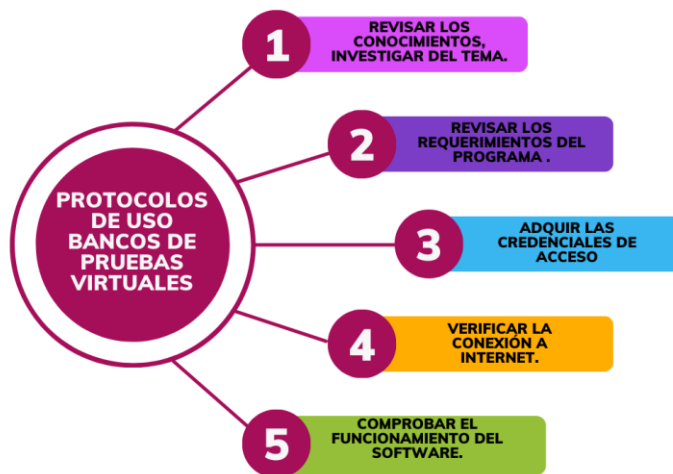 PROTOCOLOS
DE USO
BANCOS DE
PRUEBAS
VIRTUALES
1
REVISAR LOS
CONOCIMIENTOS,
INVESTIGAR DEL TEMA.
2
REVISAR LOS
REQUERIMIENTOS DEL
PROGRAMA .
3
ADQUIR LAS
CREDENCIALES DE
ACCESO
4
VERIFICAR LA
CONEXIÓN A
INTERNET.
5
COMPROBAR EL
FUNCIONAMIENTO DEL
SOFTWARE.